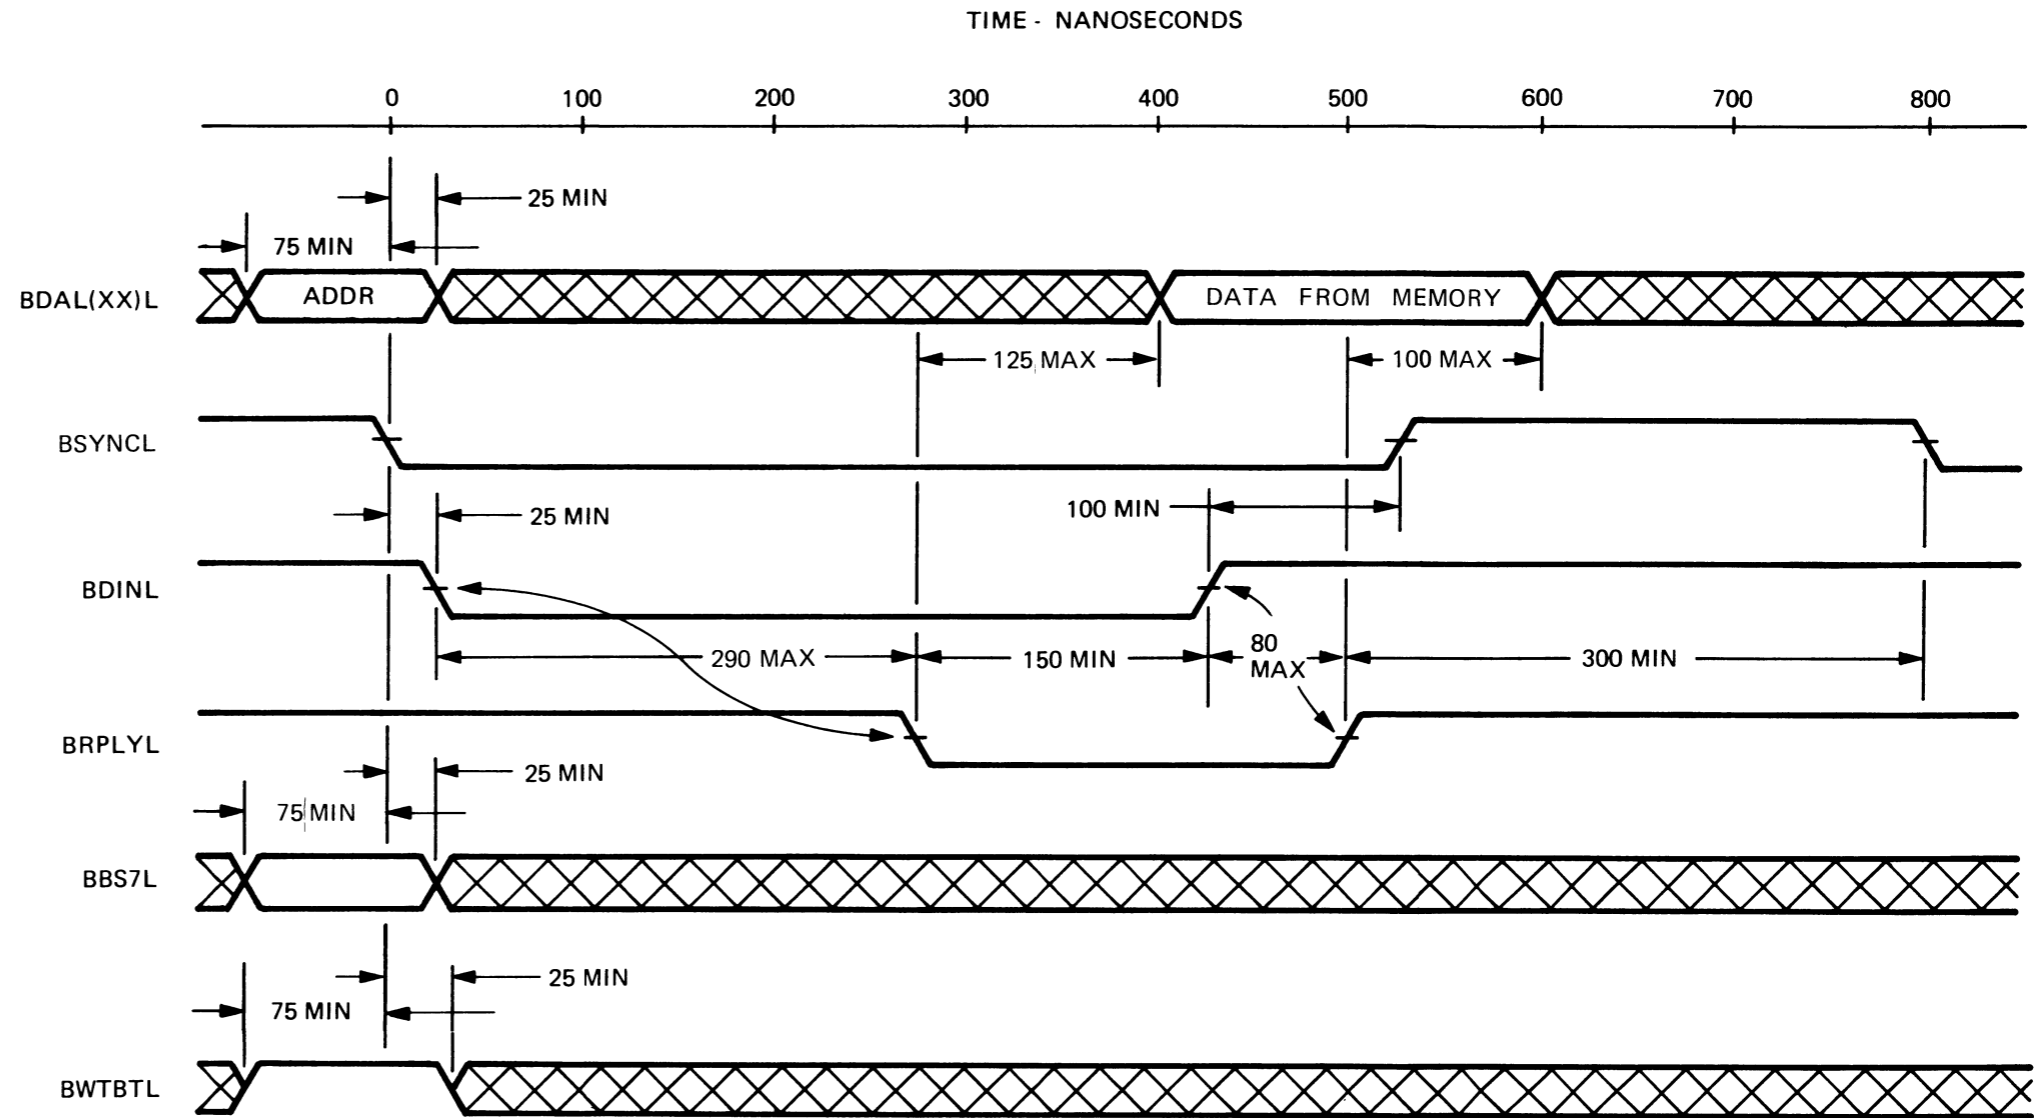 TIME - NANOSECONDS
0 100 200 300 400 500 600 700 800
25 MIN
75 MIN
BDAL(XX)L ADDR DATA FROM MEMORY
125 MAX 100 MAX
BSYNCL
100 MIN
25 MIN
BDINL
290 MAX 150 MIN 80 MAX 300 MIN
BRPLYL
25 MIN
75 MIN
BBS7L
25 MIN
75 MIN
BWTBTL